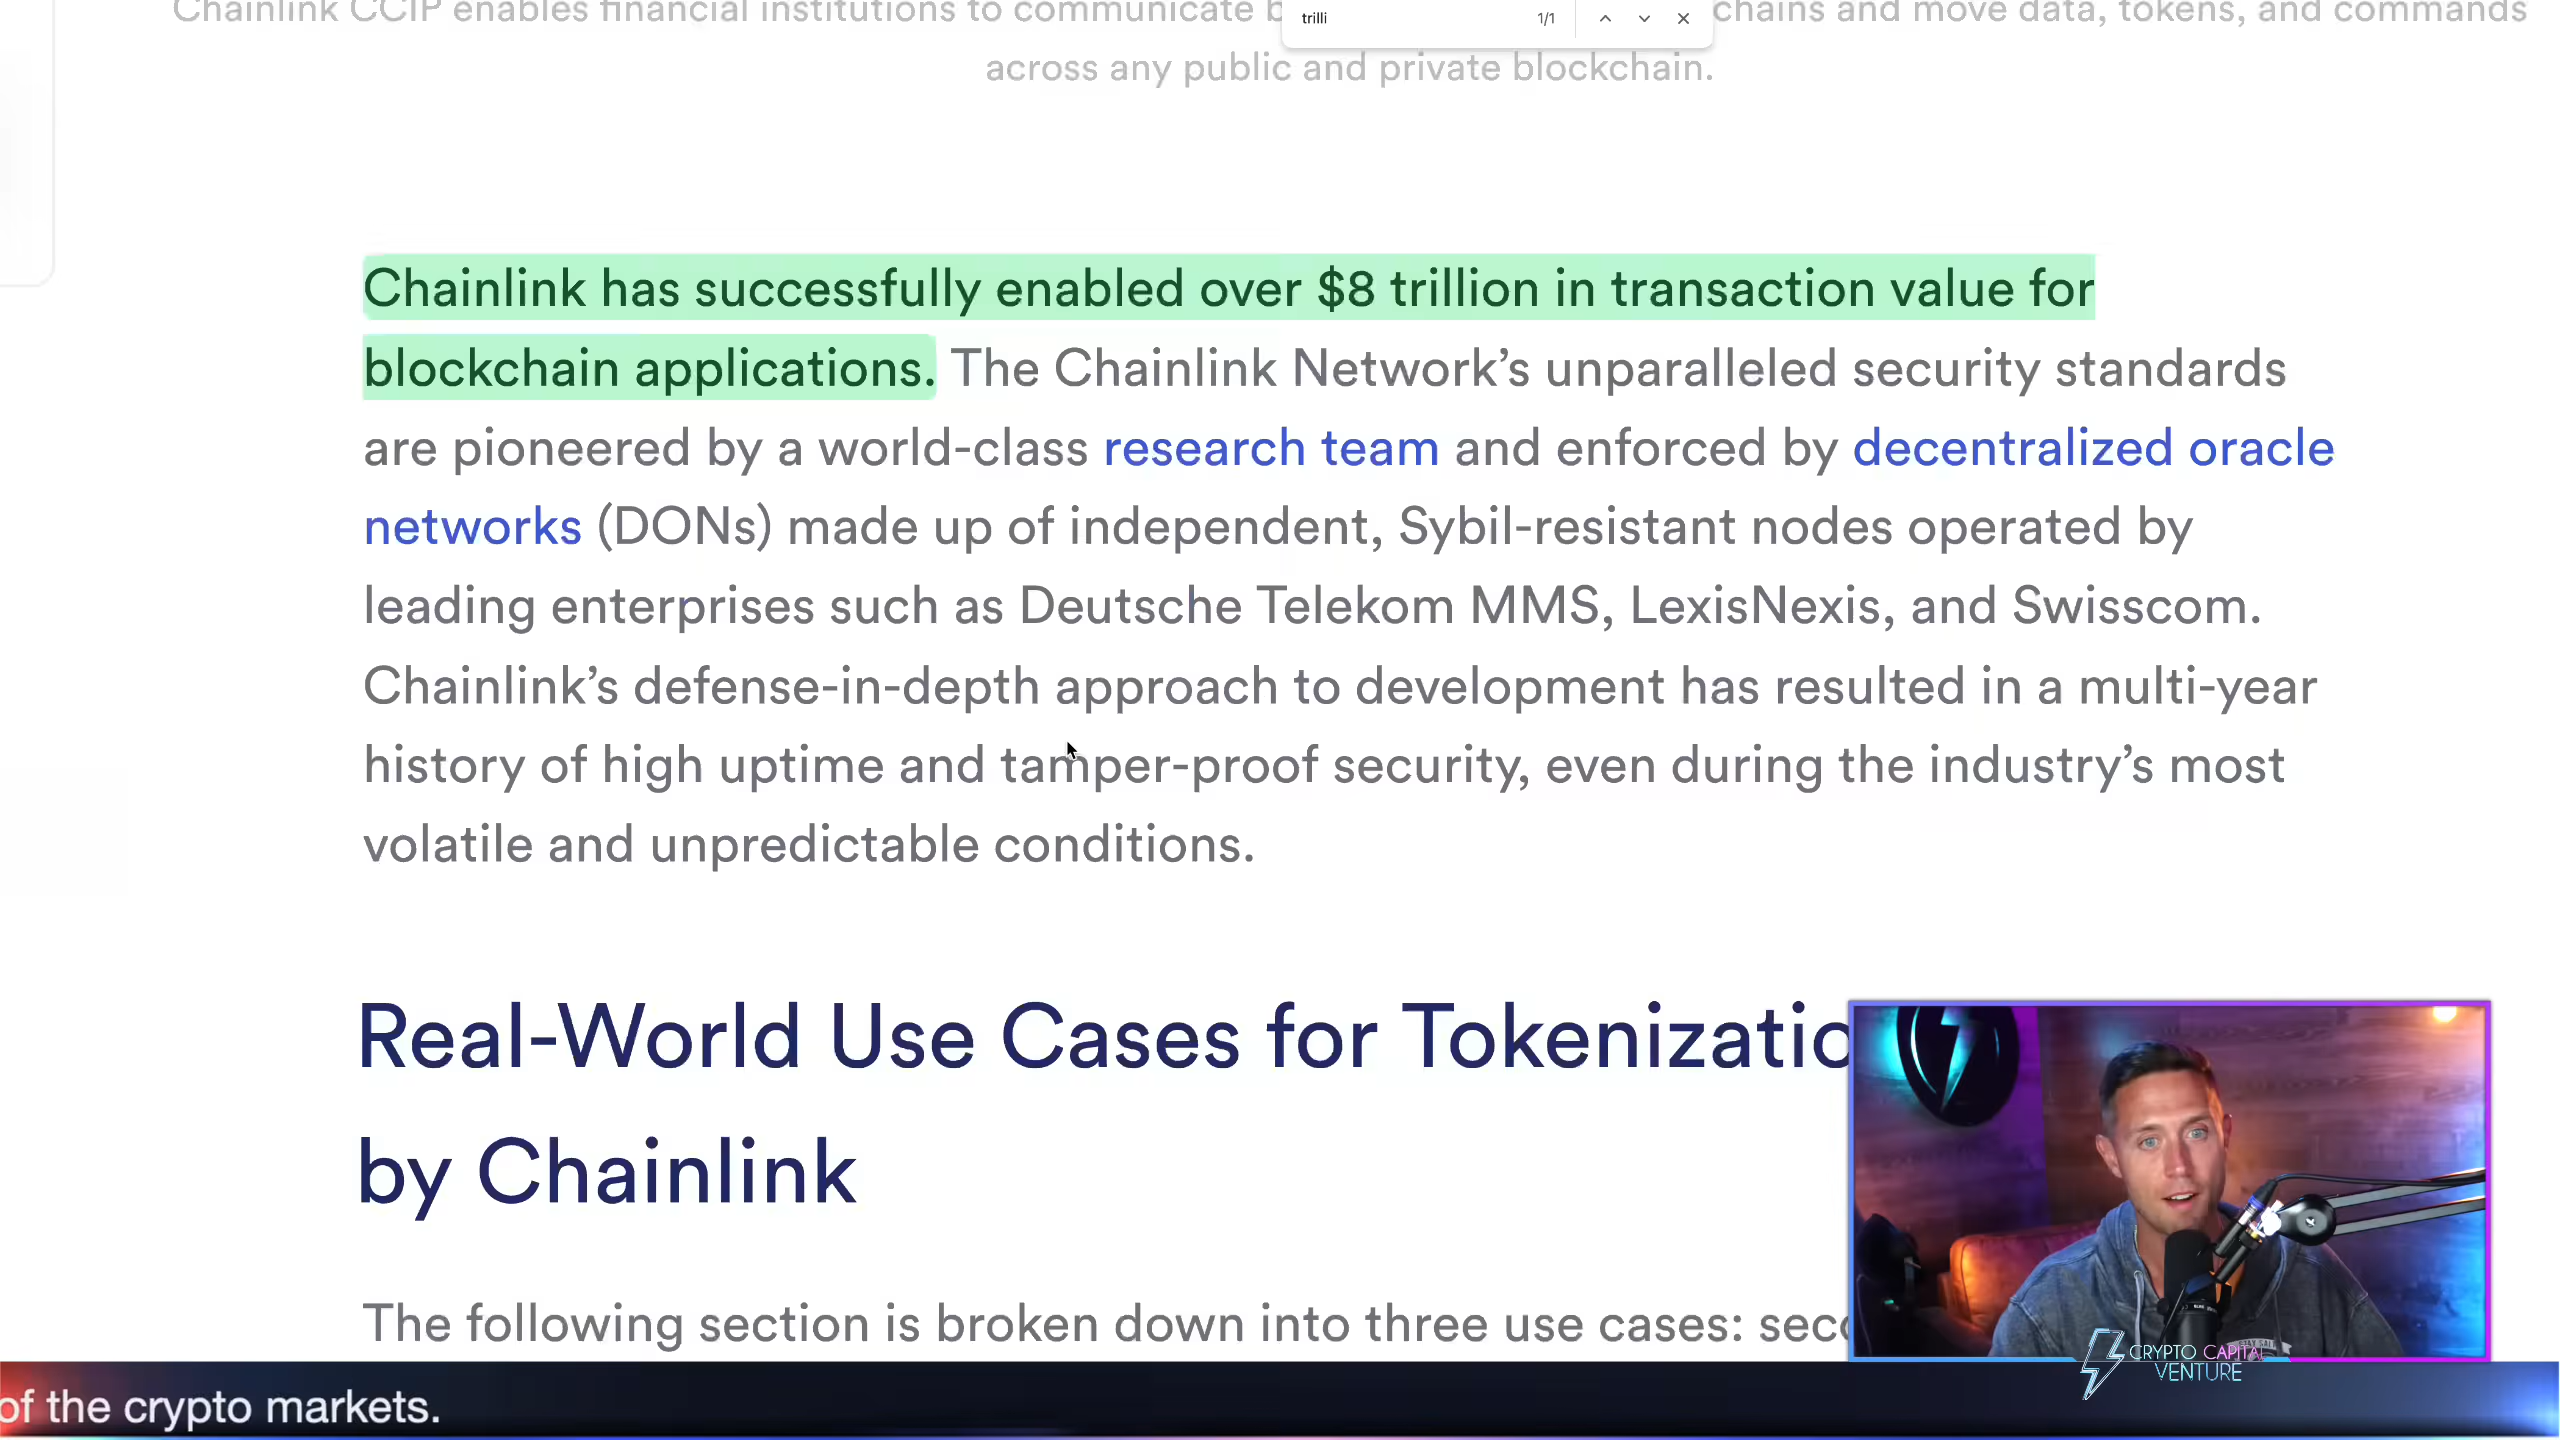 Chainlink CCIP enables financial institutions to communicate b
chains and move data, tokens, and commands
trilli
1/1
across any public and private blockchain.
Chainlink has successfully enabled over $8 trillion in transaction value for
blockchain applications. The Chainlink Network’s unparalleled security standards
are pioneered by a world-class research team and enforced by decentralized oracle
networks (DONs) made up of independent, Sybil-resistant nodes operated by
leading enterprises such as Deutsche Telekom MMS, LexisNexis, and Swisscom.
Chainlink’s defense-in-depth approach to development has resulted in a multi-year
history of high uptime and tamper-proof security, even during the industry’s most
volatile and unpredictable conditions.
Real-World Use Cases for Tokenizatio
by Chainlink
The following section is broken down into three use cases: seco
CRYPTO CAPITAL
VENTURE
of the crypto markets.